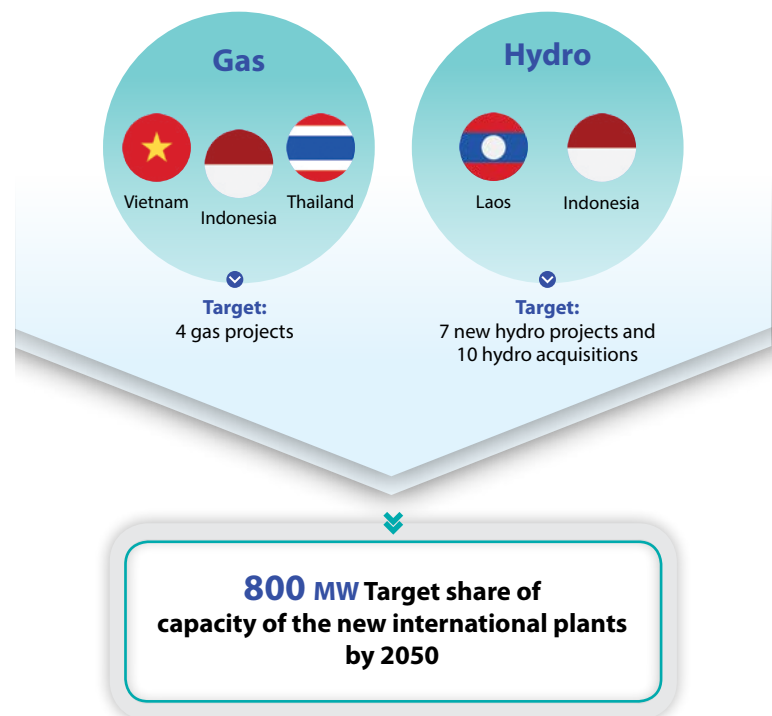 Gas
Vietnam
Indonesia
Thailand
Target:
4 gas projects
Hydro
Laos
Indonesia
Target:
7 new hydro projects and
10 hydro acquisitions
800 MW Target share of
capacity of the new international plants
by 2050